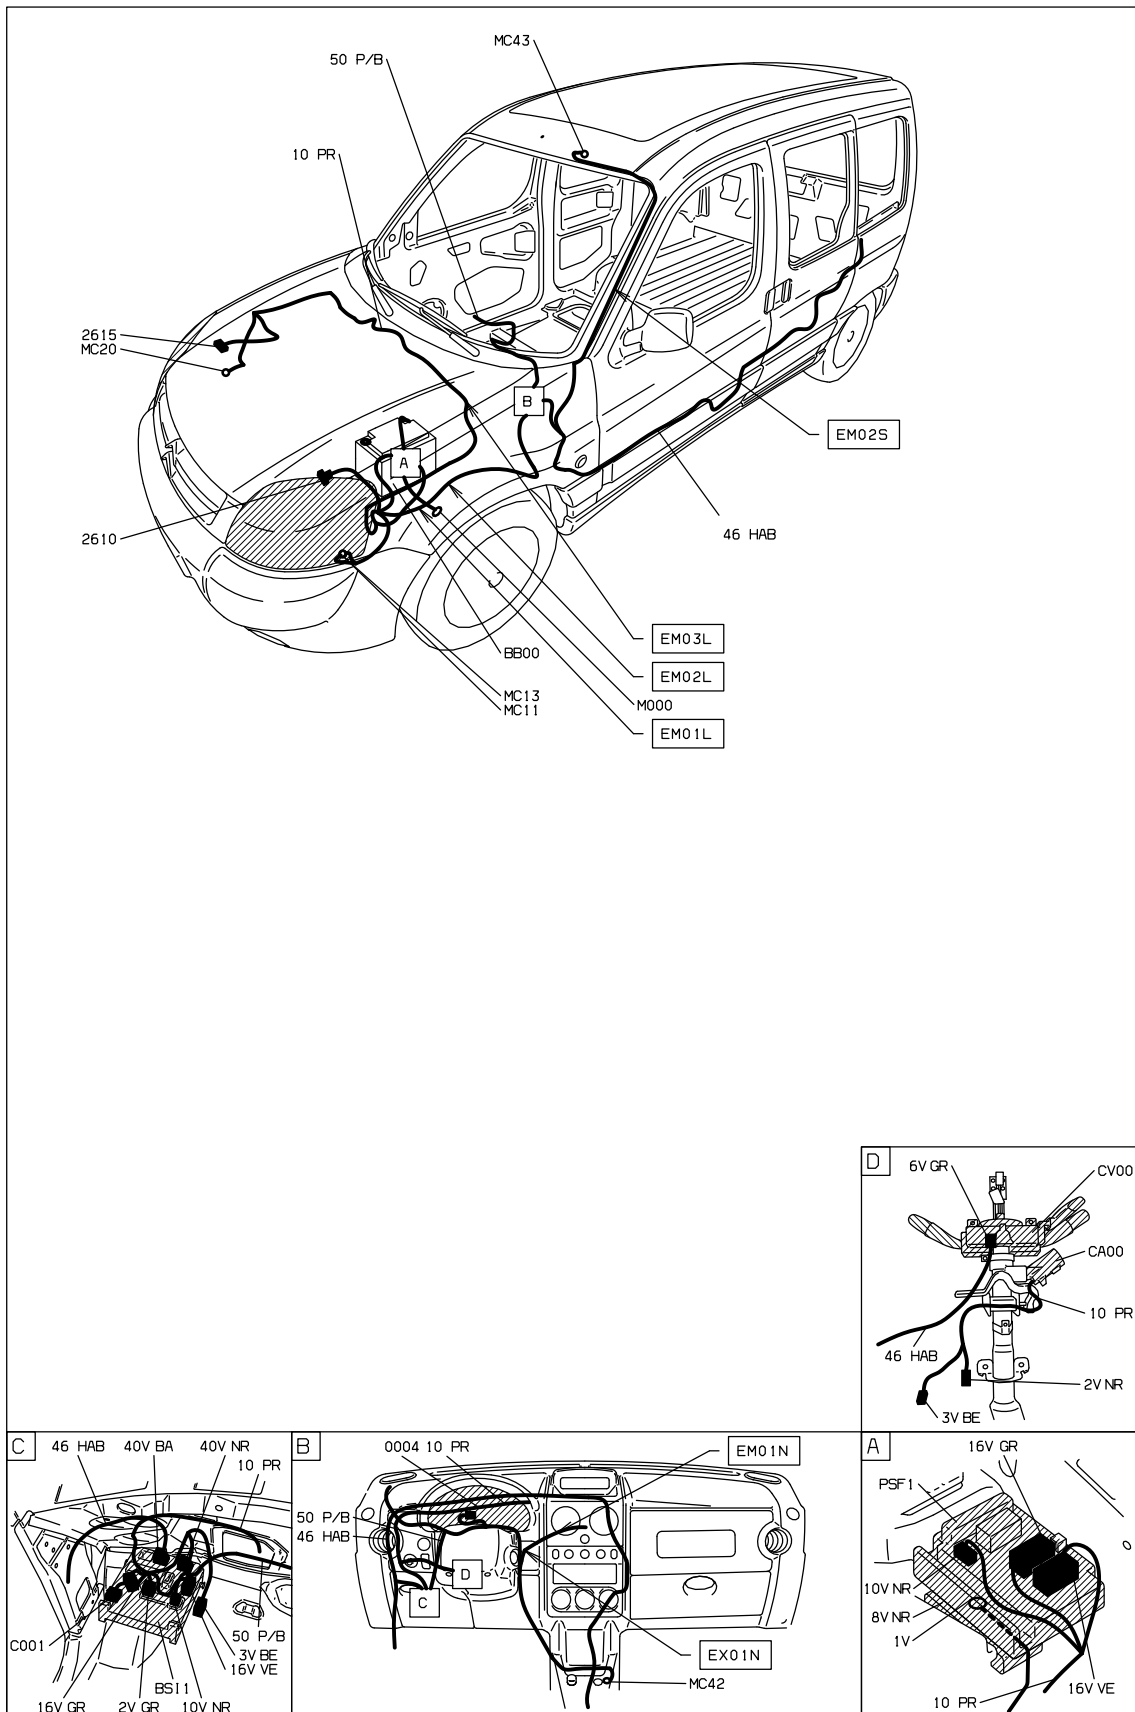 MC43
50 P/B
10 PR
2615
MC20
B
EM02S
A
2610
46 HAB
EM03L
BB00
EM02L
MC13
MC11
M000
EM01L
D
6V GR
CV00
CA00
10 PR
46 HAB
2V NR
3V BE
C
46 HAB
40V BA
40V NR
10 PR
C001
50 P/B
3V BE
16V VE
BSI1
16V GR
2V GR
10V NR
B
0004 10 PR
EM01N
50 P/B
46 HAB
D
C
EX01N
MC42
A
16V GR
PSF1
10V NR
8V NR
1V
16V VE
10 PR